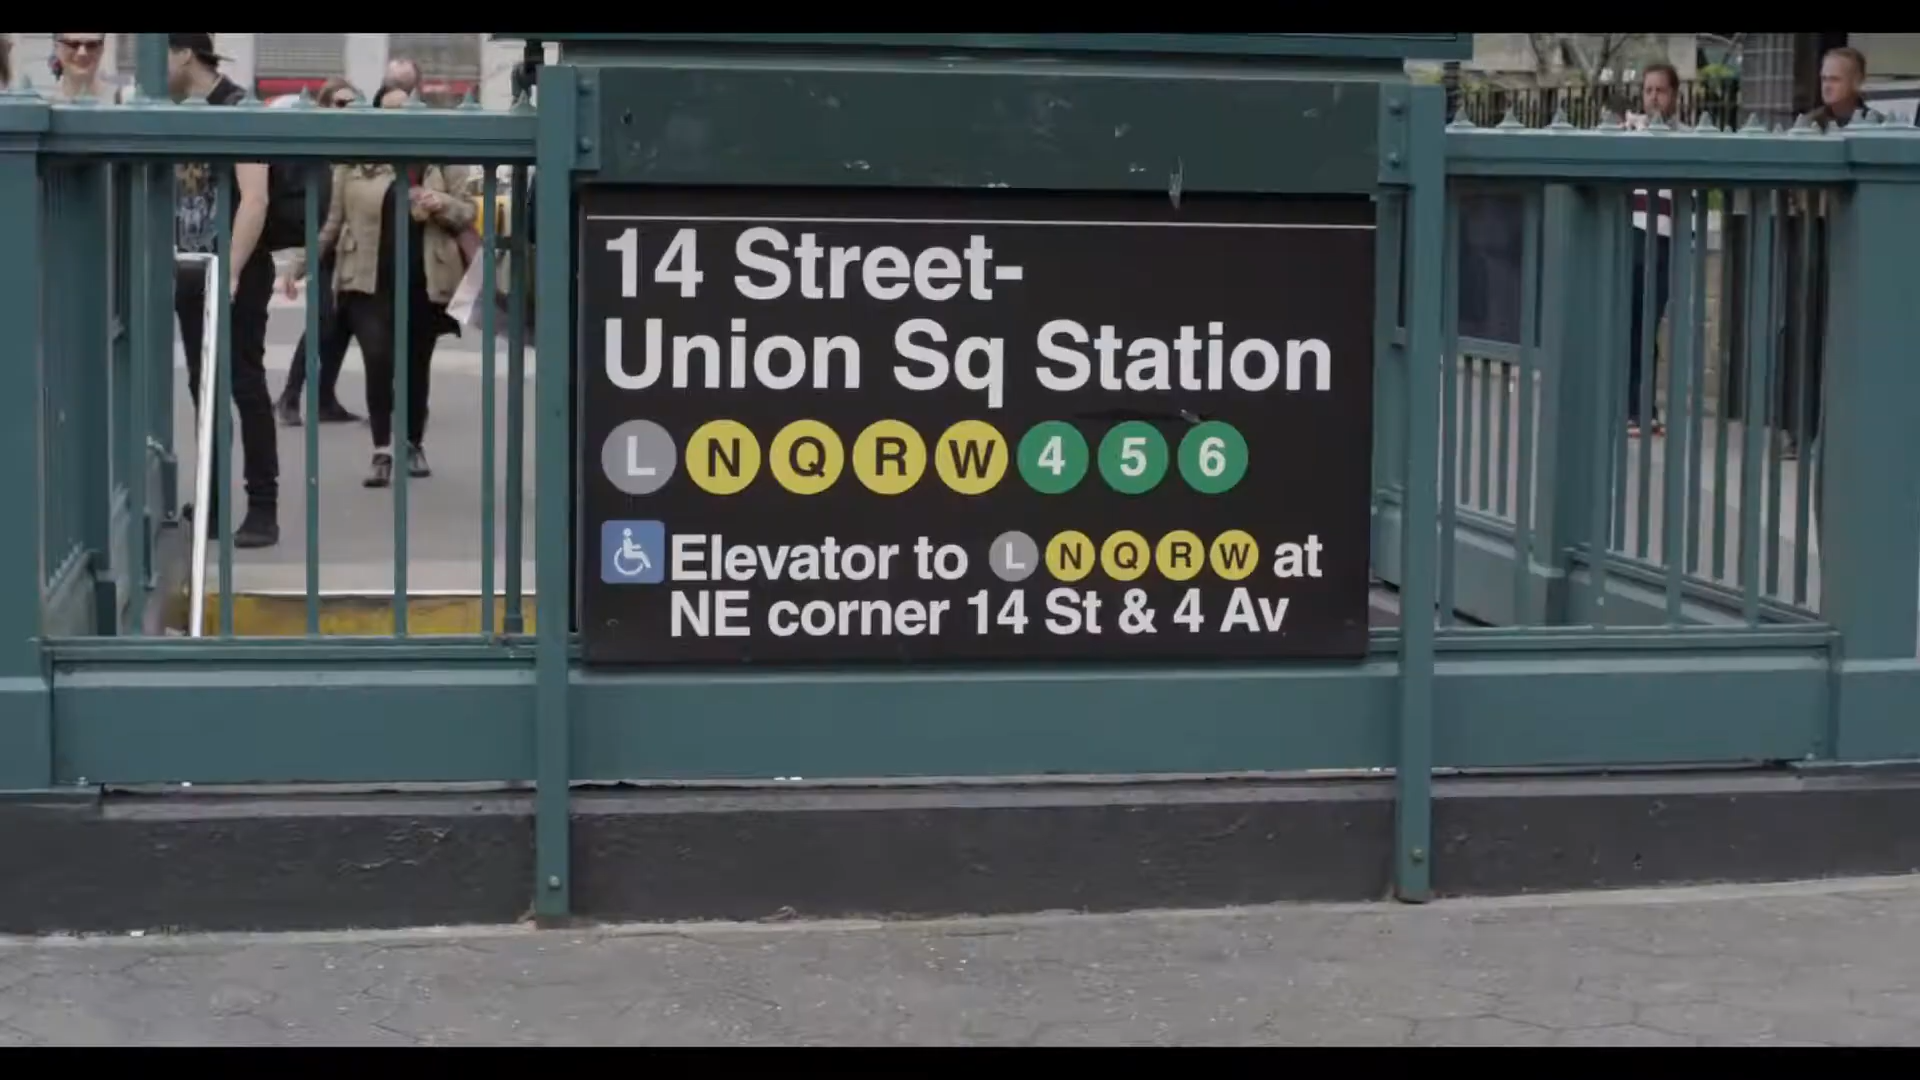 14 Street-
Union Sq Station
L N Q R W 4 5 6
Elevator to L N Q R W at
NE corner 14 St & 4 Av